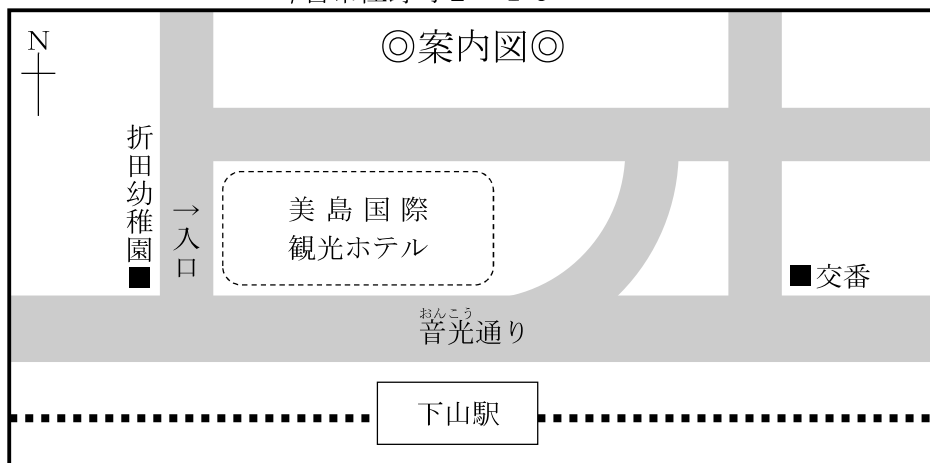 ◎案内図◎
N
折田幼稚園
→入口
美島国際
観光ホテル
交番
おんこう
音光通り
下山駅